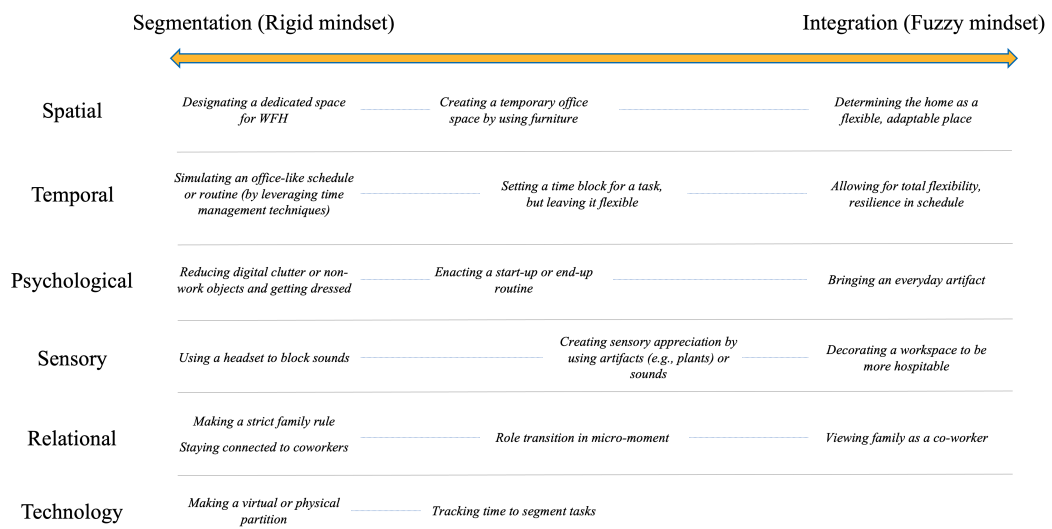 Segmentation (Rigid mindset)
Integration (Fuzzy mindset)
Spatial
Designating a dedicated space
for WFH
Creating a temporary office
space by using furniture
Determining the home as a
flexible, adaptable place
Temporal
Simulating an office-like schedule
or routine (by leveraging time
management techniques)
Setting a time block for a task,
but leaving it flexible
Allowing for total flexibility,
resilience in schedule
Psychological
Reducing digital clutter or non-
work objects and getting dressed
Enacting a start-up or end-up
routine
Bringing an everyday artifact
Sensory
Using a headset to block sounds
Creating sensory appreciation by
using artifacts (e.g., plants) or
sounds
Decorating a workspace to be
more hospitable
Relational
Making a strict family rule
Staying connected to coworkers
Role transition in micro-moment
Viewing family as a co-worker
Technology
Making a virtual or physical
partition
Tracking time to segment tasks